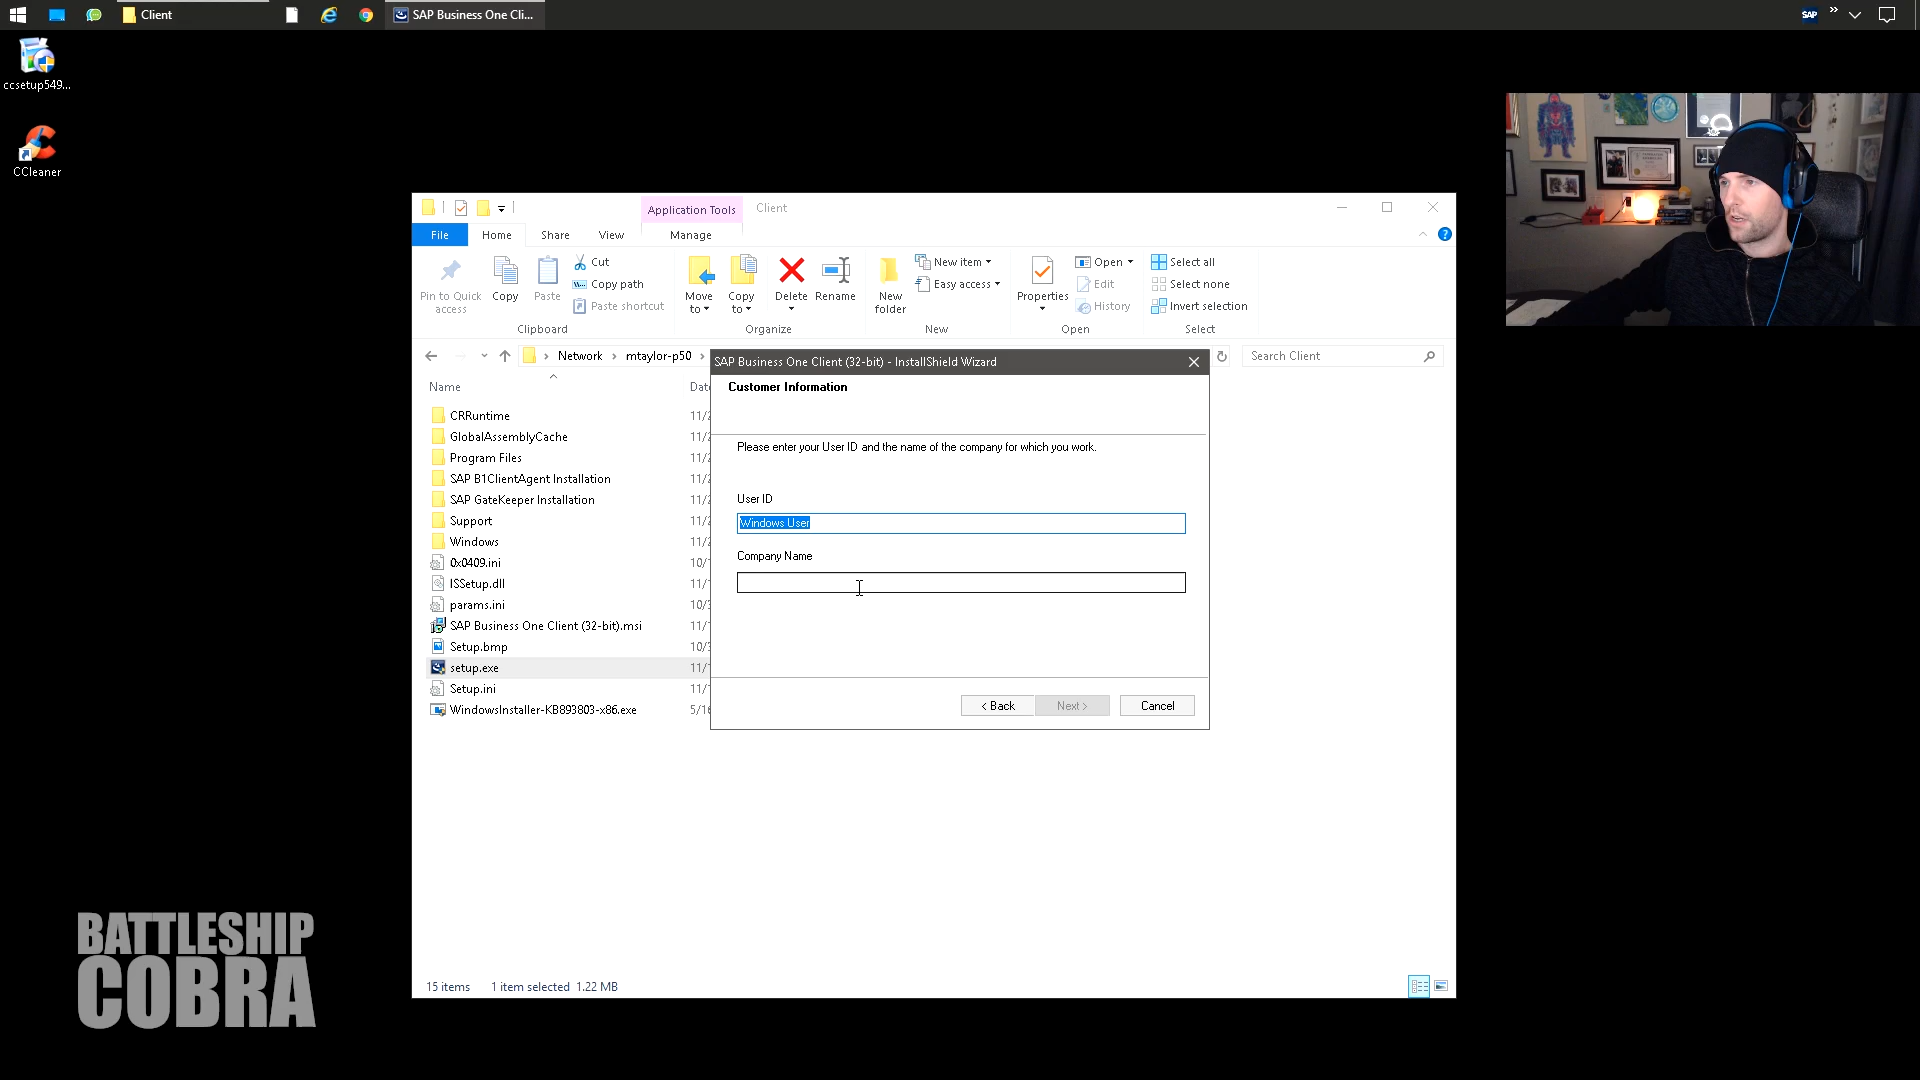 Client
SAP Business One Cli...
SAP
ccsetup549...
CCleaner
Application Tools
Client
File
Home
Share
View
Manage
Pin to Quick access
Copy
Paste
Cut
Copy path
Paste shortcut
Clipboard
Move to
Copy to
Delete
Rename
Organize
New folder
New item
Easy access
New
Properties
Open
Edit
History
Open
Select all
Select none
Invert selection
Select
Network
mtaylor-p50
Search Client
Name
CRRuntime
GlobalAssemblyCache
Program Files
SAP B1ClientAgent Installation
SAP GateKeeper Installation
Support
Windows
0x0409.ini
ISSetup.dll
params.ini
SAP Business One Client (32-bit).msi
Setup.bmp
setup.exe
Setup.ini
WindowsInstaller-KB893803-x86.exe
SAP Business One Client (32-bit) - InstallShield Wizard
Customer Information
Please enter your User ID and the name of the company for which you work.
User ID
Windows User
Company Name
< Back
Next >
Cancel
15 items
1 item selected 1.22 MB
BATTLESHIP
COBRA